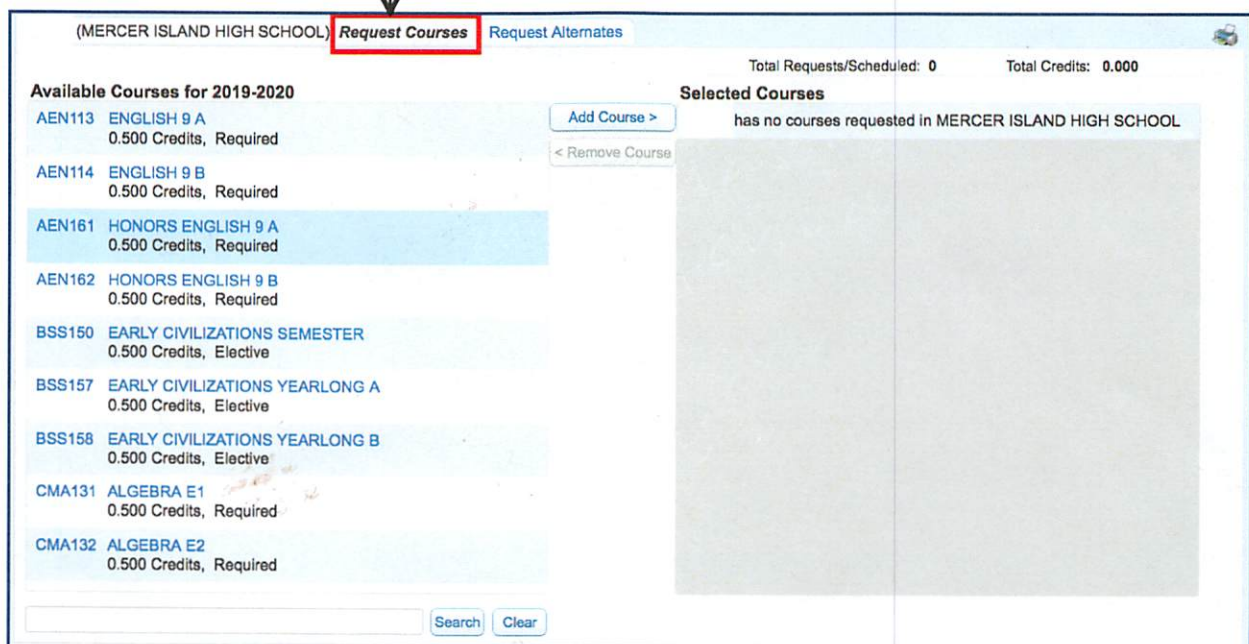 (MERCER ISLAND HIGH SCHOOL) Request Courses Request Alternates
Total Requests/Scheduled: 0 Total Credits: 0.000
Available Courses for 2019-2020
Selected Courses
AEN113 ENGLISH 9 A
0.500 Credits, Required
AEN114 ENGLISH 9 B
0.500 Credits, Required
AEN161 HONORS ENGLISH 9 A
0.500 Credits, Required
AEN162 HONORS ENGLISH 9 B
0.500 Credits, Required
BSS150 EARLY CIVILIZATIONS SEMESTER
0.500 Credits, Elective
BSS157 EARLY CIVILIZATIONS YEARLONG A
0.500 Credits, Elective
BSS158 EARLY CIVILIZATIONS YEARLONG B
0.500 Credits, Elective
CMA131 ALGEBRA E1
0.500 Credits, Required
CMA132 ALGEBRA E2
0.500 Credits, Required
Search Clear
Add Course >
< Remove Course
has no courses requested in MERCER ISLAND HIGH SCHOOL